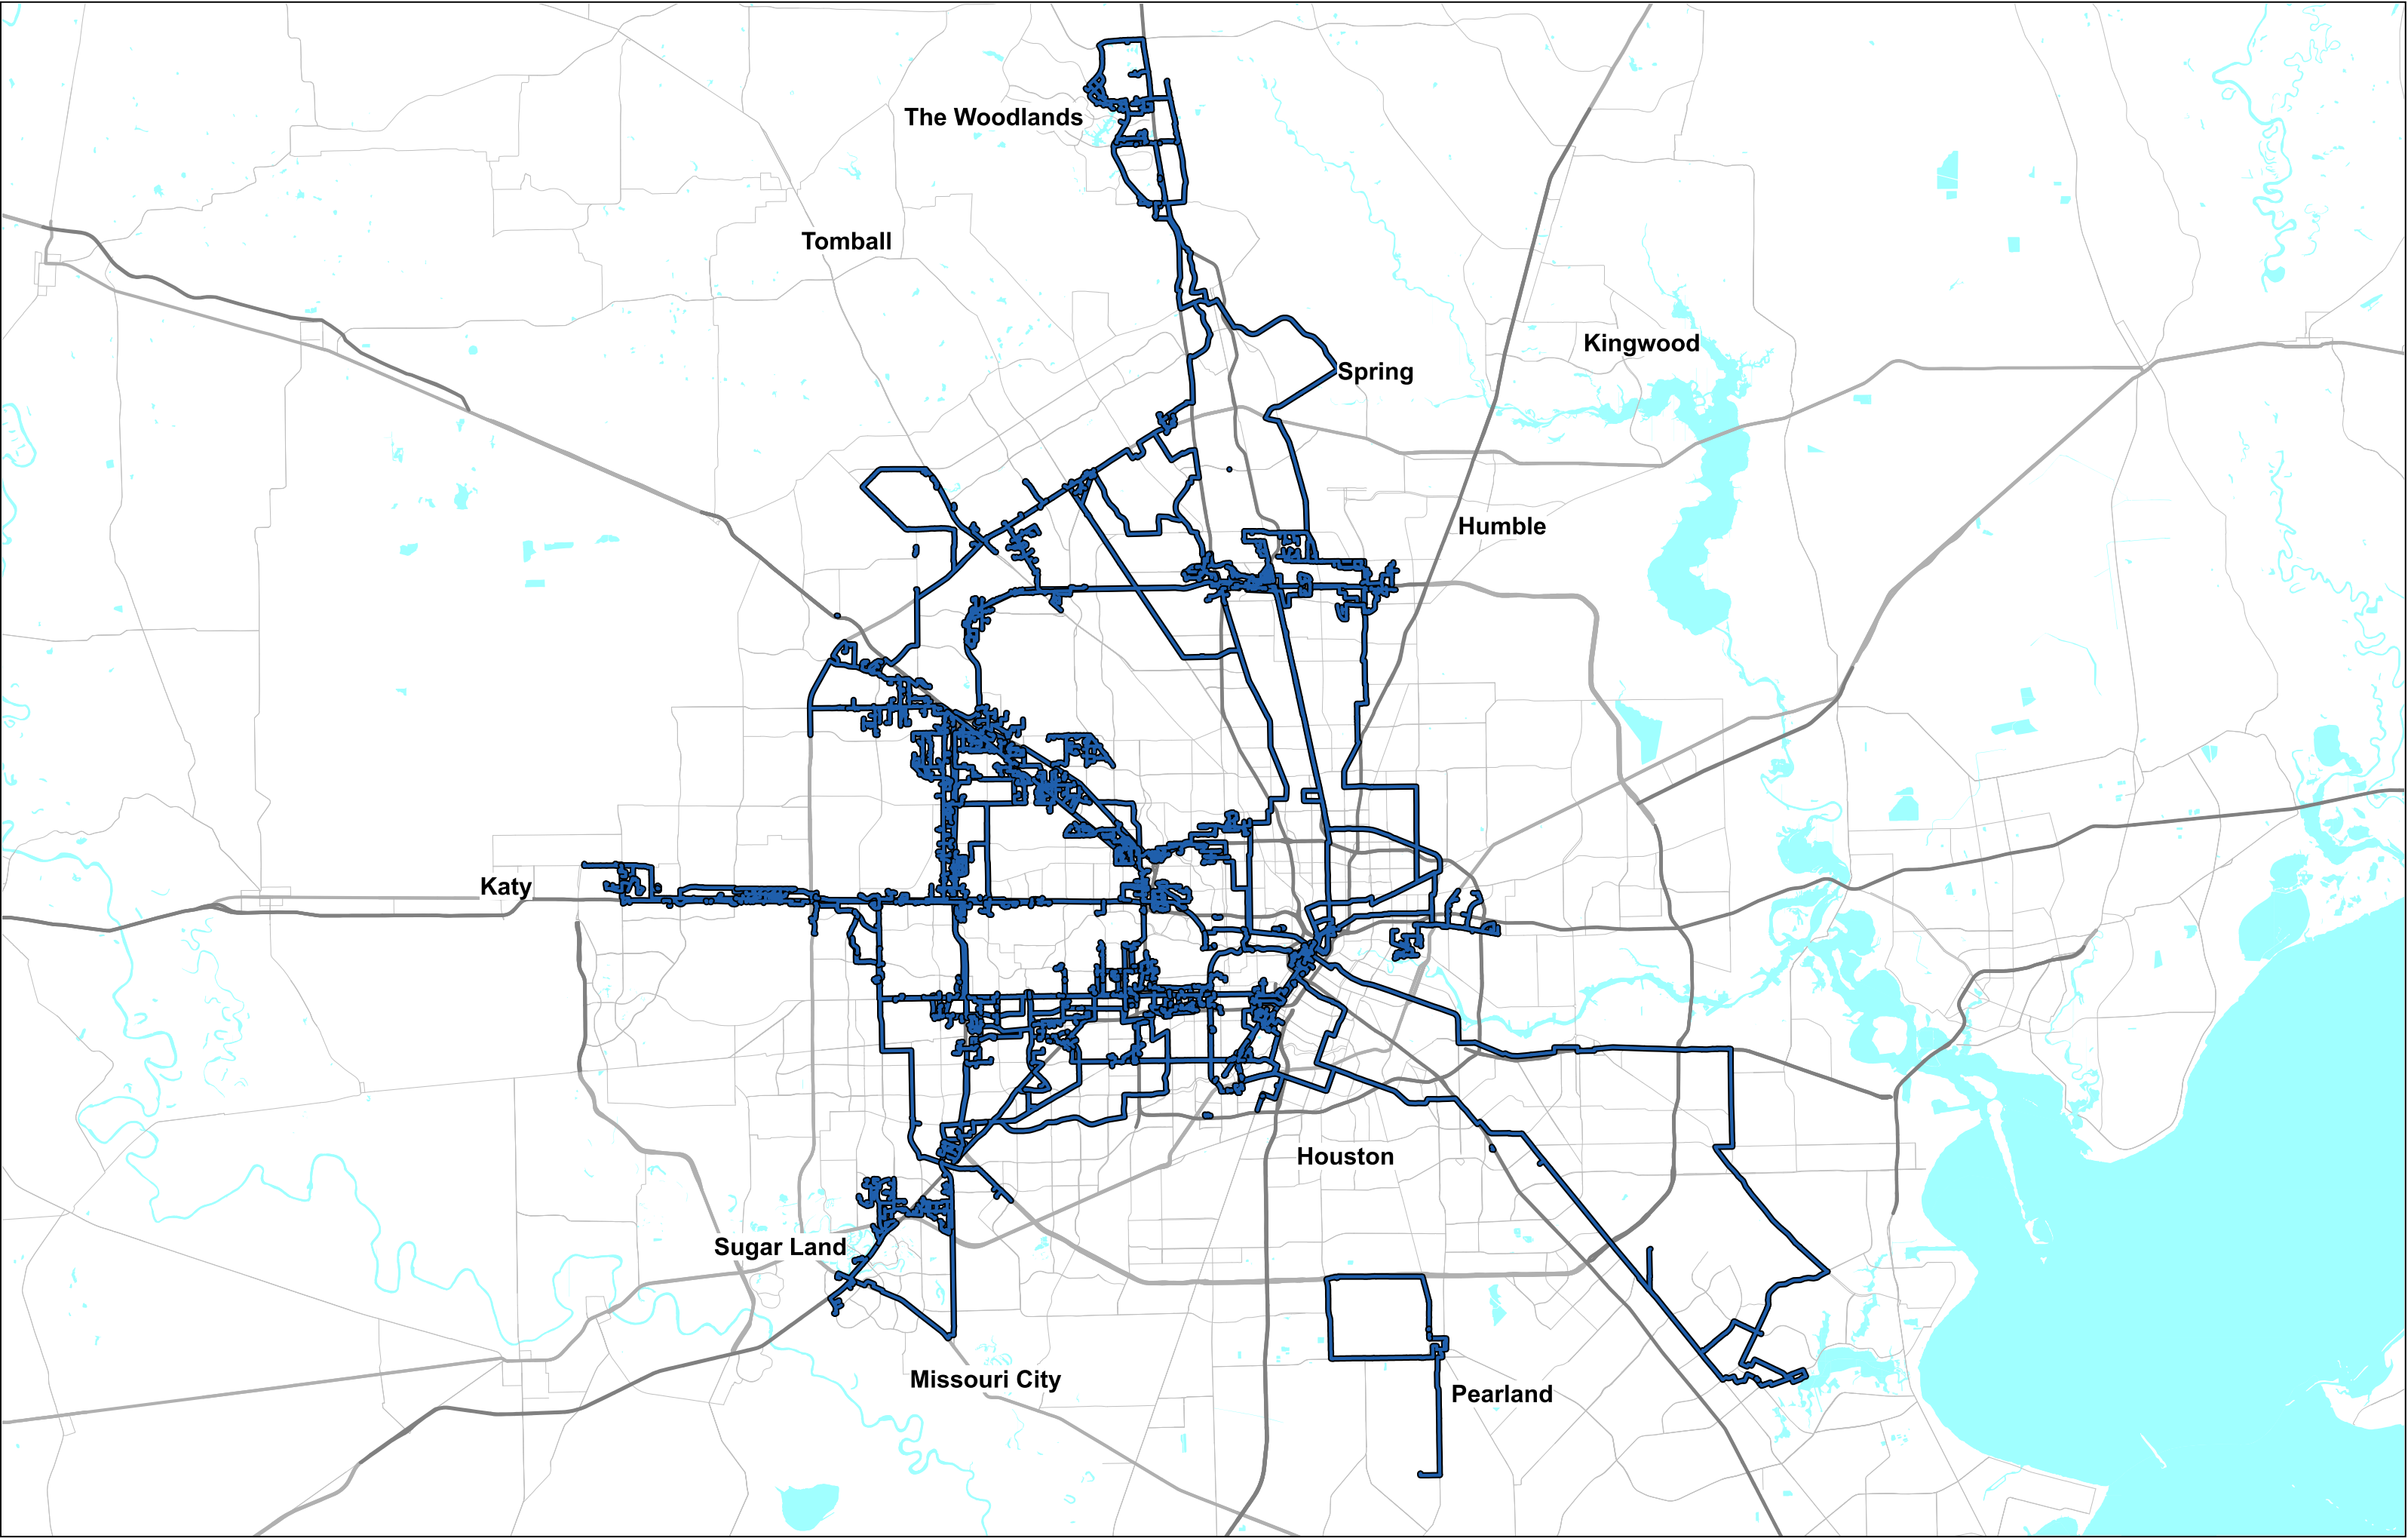 The Woodlands
Tomball
Kingwood
Spring
Humble
Katy
Houston
Sugar Land
Missouri City
Pearland